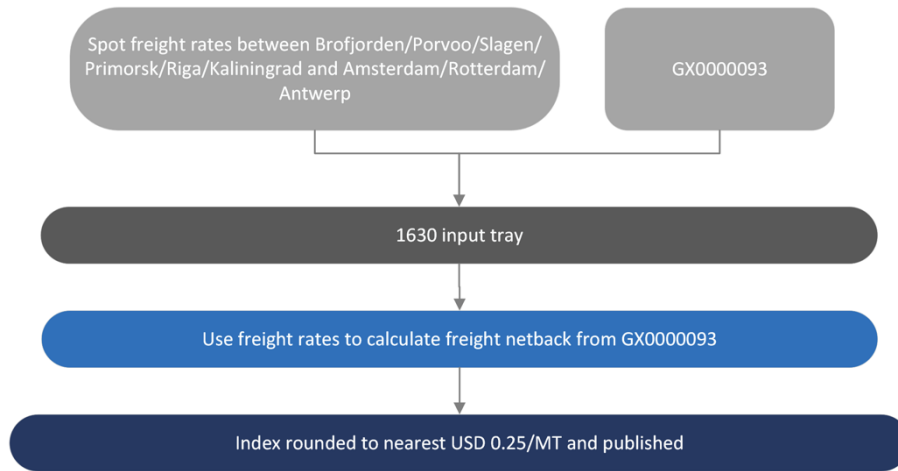 Spot freight rates between Brofjorden/Porvoo/Slagen/
Primorsk/Riga/Kaliningrad and Amsterdam/Rotterdam/
Antwerp
GX0000093
1630 input tray
Use freight rates to calculate freight netback from GX0000093
Index rounded to nearest USD 0.25/MT and published